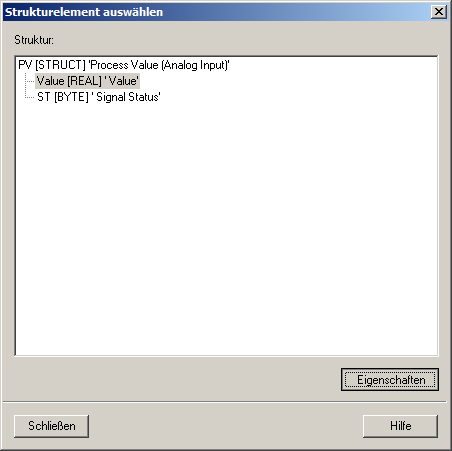 Strukturelement auswählen
Struktur:
PV [STRUCT] 'Process Value (Analog Input)'
Value [REAL] ' Value'
ST [BYTE] ' Signal Status'
Eigenschaften
Schließen
Hilfe